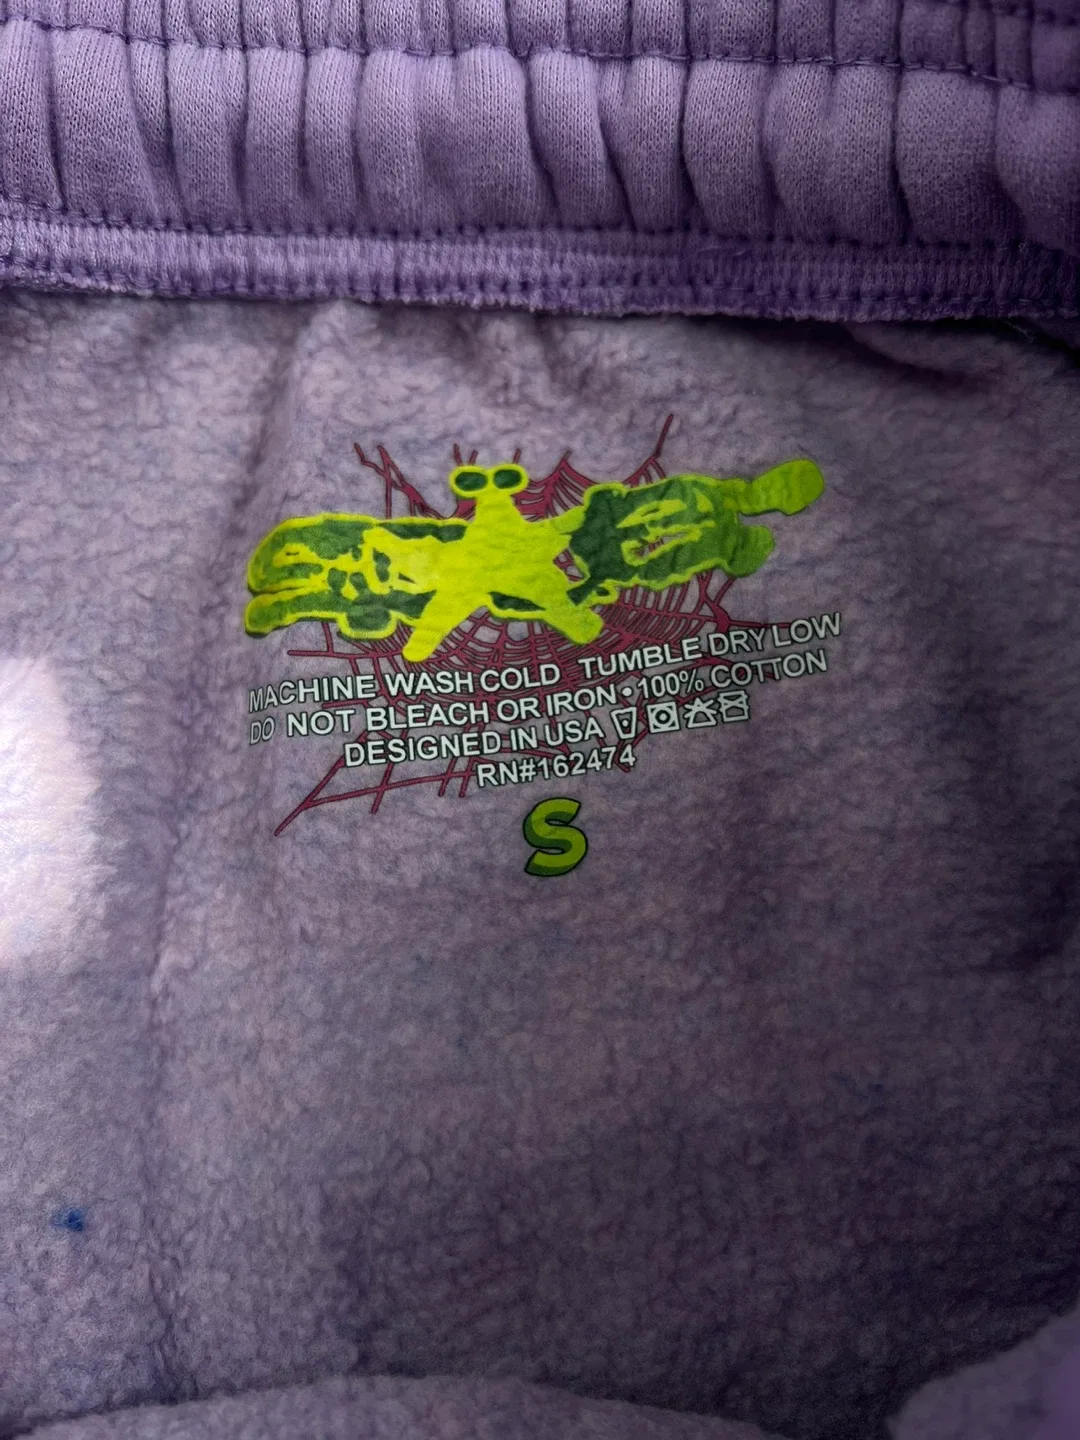 MACHINE WASH COLD TUMBLE DRY LOW
DO NOT BLEACH OR IRON • 100% COTTON
DESIGNED IN USA
RN#162474
S